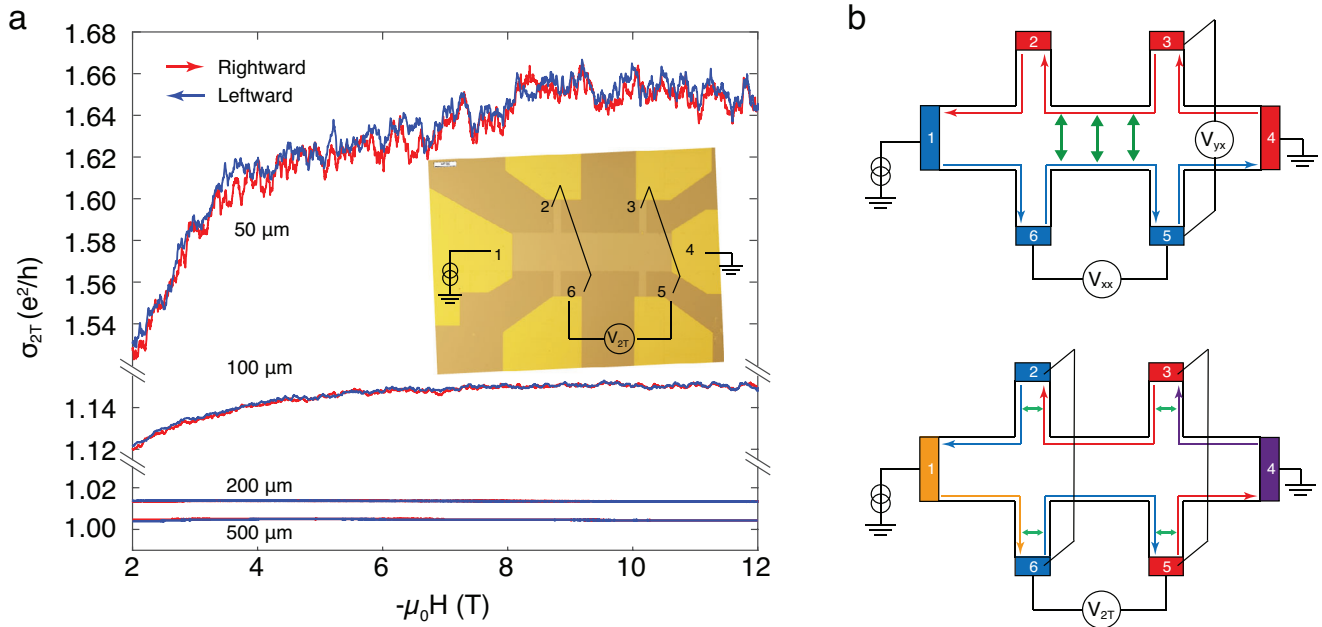 a
1.68
1.66
1.64
1.62
1.60
1.58
1.56
1.54
1.14
1.12
1.02
1.00
σ2T (e²/h)
Rightward
Leftward
50 μm
100 μm
200 μm
500 μm
1
2
3
4
5
6
V2T
2
4
6
8
10
12
-μ₀H (T)
b
2
3
1
4
Vyx
6
5
Vxx
2
3
1
4
6
5
V2T